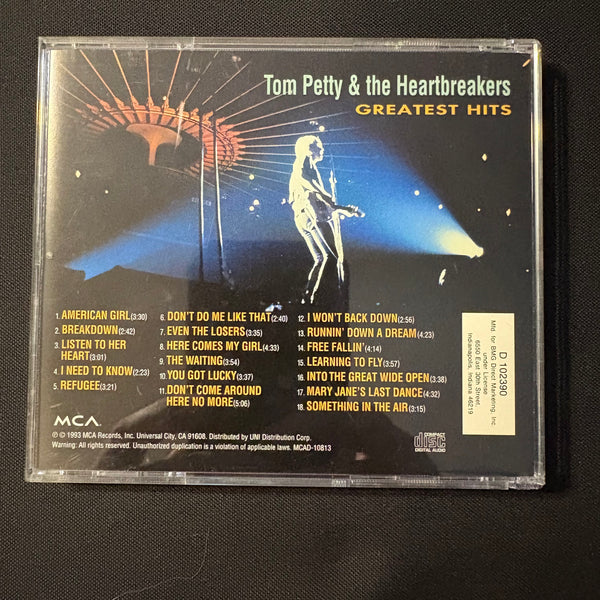 Tom Petty & the Heartbreakers
GREATEST HITS
1. AMERICAN GIRL (3:30)
2. BREAKDOWN (2:42)
3. LISTEN TO HER
HEART (3:01)
4. I NEED TO KNOW (2:23)
5. REFUGEE (3:21)
6. DON'T DO ME LIKE THAT (2:40)
7. EVEN THE LOSERS (3:35)
8. HERE COMES MY GIRL (4:33)
9. THE WAITING (3:54)
10. YOU GOT LUCKY (3:37)
11. DON'T COME AROUND
HERE NO MORE (5:06)
12. I WON'T BACK DOWN (2:56)
13. RUNNIN' DOWN A DREAM (4:23)
14. FREE FALLIN' (4:14)
15. LEARNING TO FLY (3:57)
16. INTO THE GREAT WIDE OPEN (3:38)
17. MARY JANE'S LAST DANCE (4:32)
18. SOMETHING IN THE AIR (3:15)
D 102390
Mfd. for BMG Direct Marketing, Inc.
under License
6550 East 30th Street
Indianapolis, Indiana 46219
MCA
℗ © 1993 MCA Records, Inc. Universal City, CA 91608. Distributed by UNI Distribution Corp.
Warning: All rights reserved. Unauthorized duplication is a violation of applicable laws. MCAD-10813
COMPACT
disc
DIGITAL AUDIO